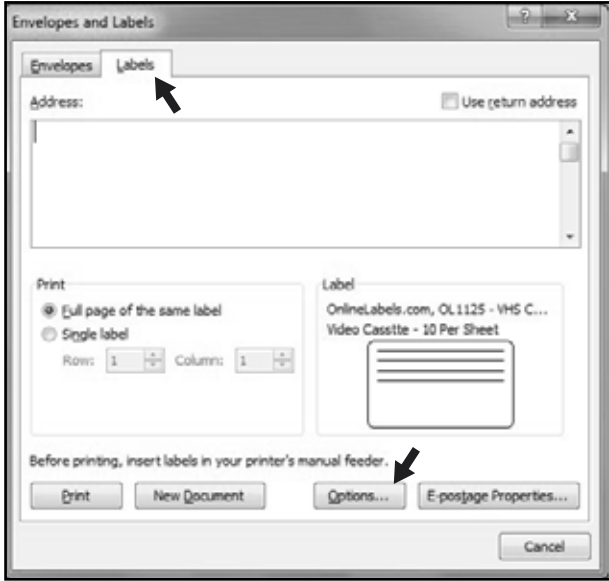 Envelopes and Labels
Envelopes Labels
Address: Use return address
Print
Full page of the same label
Single label
Row: 1 Column: 1
Label
OnlineLabels.com, OL1125 - VHS C...
Video Casstte - 10 Per Sheet
Before printing, insert labels in your printer's manual feeder.
Print New Document Options... E-postage Properties...
Cancel